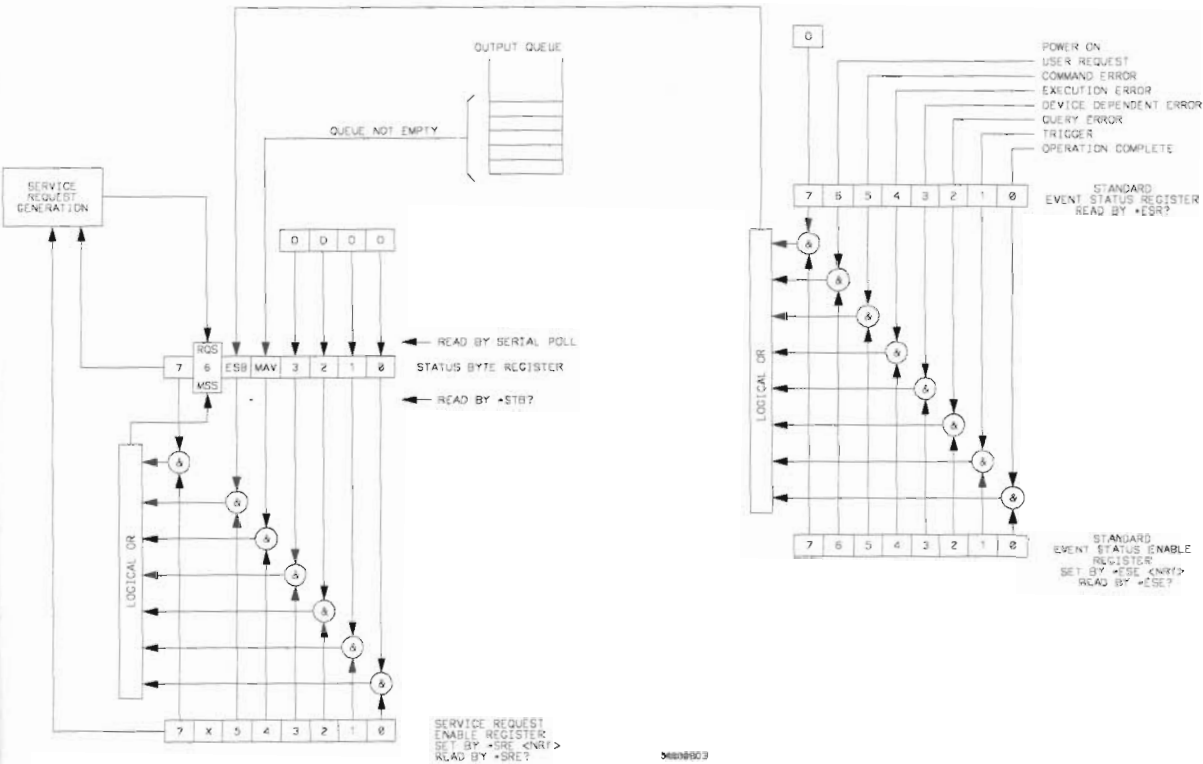 0
OUTPUT QUEUE
POWER ON
USER REQUEST
COMMAND ERROR
EXECUTION ERROR
DEVICE DEPENDENT ERROR
QUERY ERROR
TRIGGER
OPERATION COMPLETE
QUEUE NOT EMPTY
SERVICE
REQUEST
GENERATION
7 6 5 4 3 2 1 0
STANDARD
EVENT STATUS REGISTER
READ BY *ESR?
0 0 0 0
& & & & & & & &
LOGICAL OR
READ BY SERIAL POLL
RQS
7 6 ESB MAV 3 2 1 0
MSS
STATUS BYTE REGISTER
READ BY *STB?
& & & & & & &
LOGICAL OR
7 6 5 4 3 2 1 0
STANDARD
EVENT STATUS ENABLE
REGISTER
SET BY *ESE <NRf>
READ BY *ESE?
7 X 5 4 3 2 1 0
SERVICE REQUEST
ENABLE REGISTER
SET BY *SRE <NRf>
READ BY *SRE?